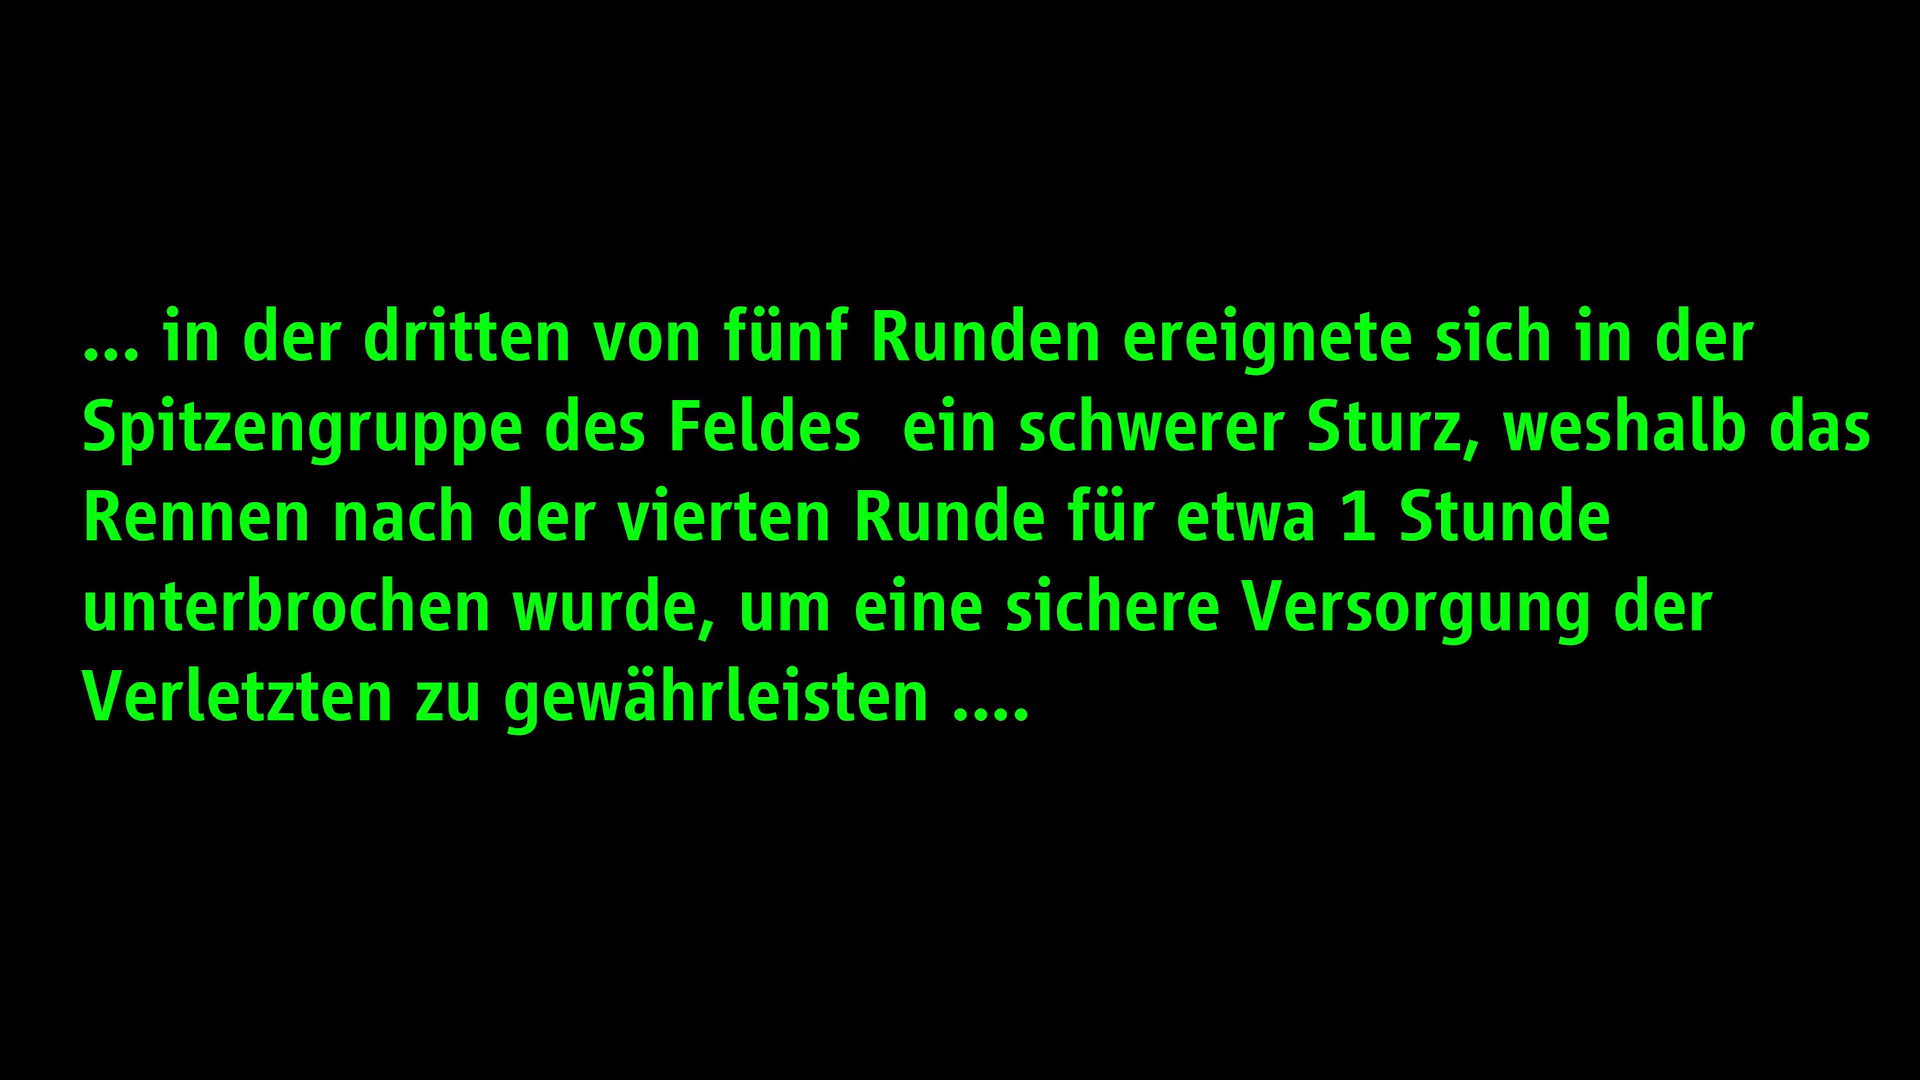 ... in der dritten von fünf Runden ereignete sich in der
Spitzengruppe des Feldes  ein schwerer Sturz, weshalb das
Rennen nach der vierten Runde für etwa 1 Stunde
unterbrochen wurde, um eine sichere Versorgung der
Verletzten zu gewährleisten ....